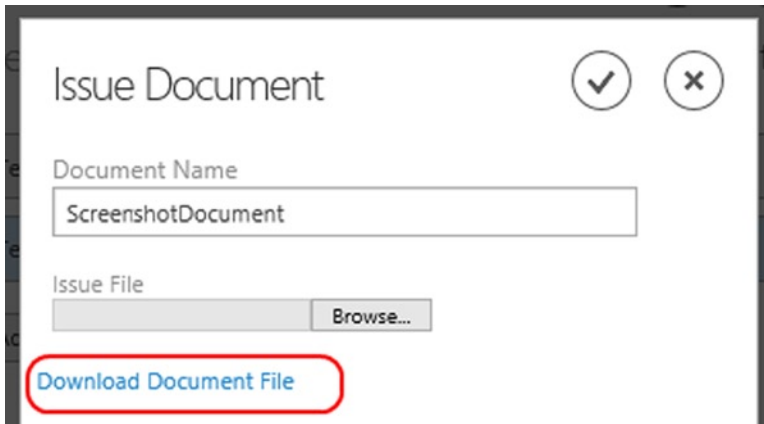 Issue Document
Document Name
ScreenshotDocument
Issue File
Browse...
Download Document File